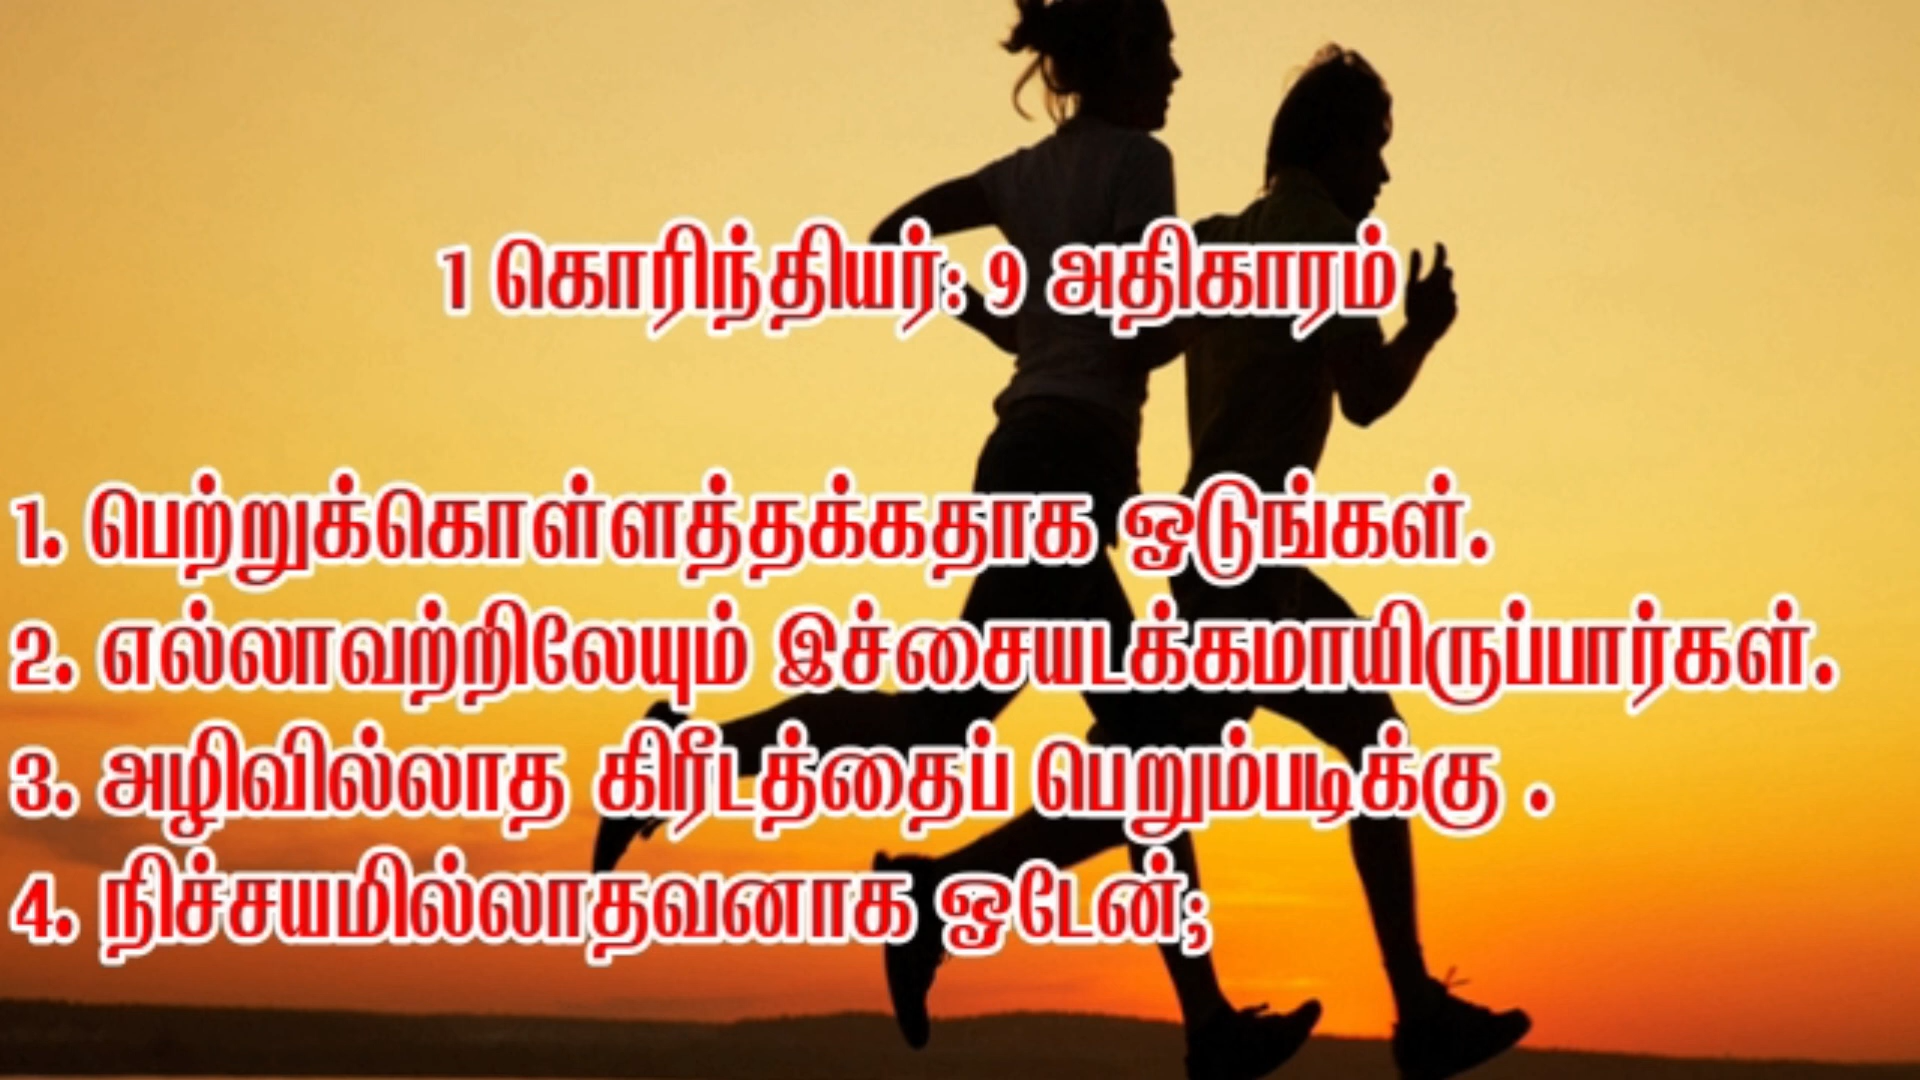 1 கொரிந்தியர்: 9 அதிகாரம்
1. பெற்றுக்கொள்ளத்தக்கதாக ஓடுங்கள்.
2. எல்லாவற்றிலேயும் இச்சையடக்கமாயிருப்பார்கள்.
3. அழிவில்லாத கிரீடத்தைப் பெறும்படிக்கு .
4. நிச்சயமில்லாதவனாக ஓடேன்;